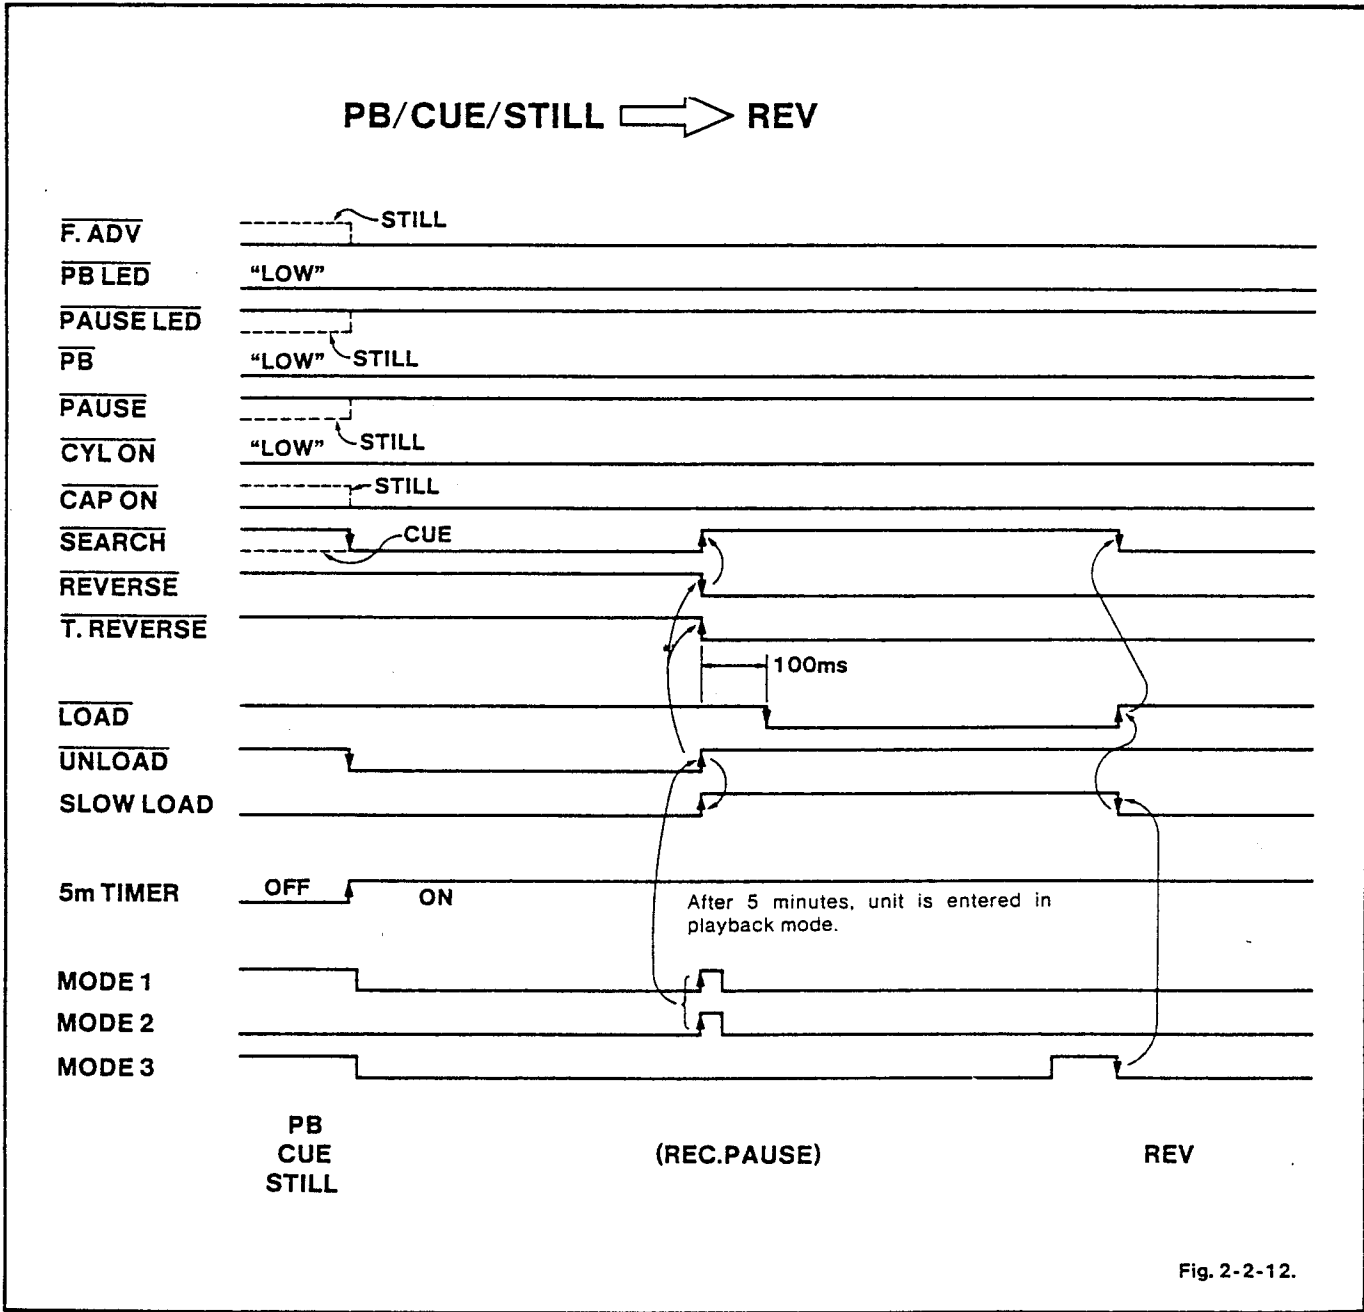 PB/CUE/STILL REV
F. ADV
STILL
PB LED
"LOW"
PAUSE LED
PB
"LOW"
STILL
PAUSE
CYL ON
"LOW"
STILL
CAP ON
STILL
SEARCH
CUE
REVERSE
T. REVERSE
100ms
LOAD
UNLOAD
SLOW LOAD
5m TIMER
OFF
ON
After 5 minutes, unit is entered in
playback mode.
MODE 1
MODE 2
MODE 3
PB
CUE
STILL
(REC.PAUSE)
REV
Fig. 2-2-12.